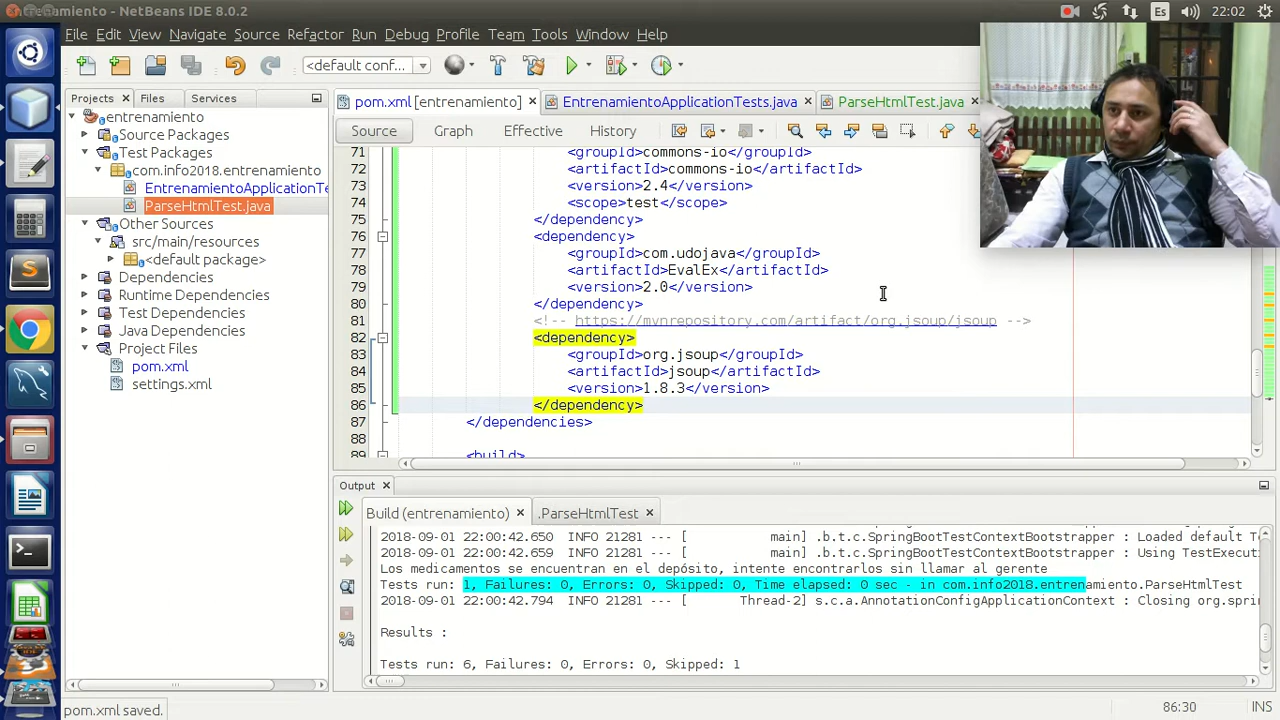 entrenamiento - NetBeans IDE 8.0.2
Es
22:02
File Edit View Navigate Source Refactor Run Debug Profile Team Tools Window Help
<default conf...
Projects
Files
Services
pom.xml [entrenamiento]
EntrenamientoApplicationTests.java
ParseHtmlTest.java
Source
Graph
Effective
History
entrenamiento
Source Packages
Test Packages
com.info2018.entrenamiento
EntrenamientoApplicationTe
ParseHtmlTest.java
Other Sources
src/main/resources
<default package>
Dependencies
Runtime Dependencies
Test Dependencies
Java Dependencies
Project Files
pom.xml
settings.xml
71 <groupId>commons-io</groupId>
72 <artifactId>commons-io</artifactId>
73 <version>2.4</version>
74 <scope>test</scope>
75 </dependency>
76 <dependency>
77 <groupId>com.udojava</groupId>
78 <artifactId>EvalEx</artifactId>
79 <version>2.0</version>
80 </dependency>
81 <!-- https://mvnrepository.com/artifact/org.jsoup/jsoup -->
82 <dependency>
83 <groupId>org.jsoup</groupId>
84 <artifactId>jsoup</artifactId>
85 <version>1.8.3</version>
86 </dependency>
87 </dependencies>
88
89 <build>
Output
Build (entrenamiento)
.ParseHtmlTest
2018-09-01 22:00:42.650 INFO 21281 --- [ main] .b.t.c.SpringBootTestContextBootstrapper : Loaded default T
2018-09-01 22:00:42.659 INFO 21281 --- [ main] .b.t.c.SpringBootTestContextBootstrapper : Using TestExecut
Los medicamentos se encuentran en el depósito, intente encontrarlos sin llamar al gerente
Tests run: 1, Failures: 0, Errors: 0, Skipped: 0, Time elapsed: 0 sec - in com.info2018.entrenamiento.ParseHtmlTest
2018-09-01 22:00:42.794 INFO 21281 --- [ Thread-2] s.c.a.AnnotationConfigApplicationContext : Closing org.sprin
Results :
Tests run: 6, Failures: 0, Errors: 0, Skipped: 1
pom.xml saved.
86:30
INS